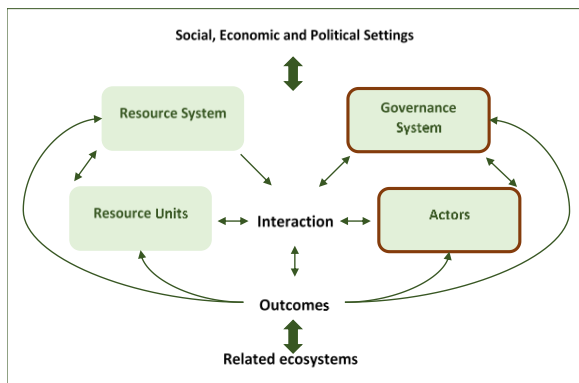 Social, Economic and Political Settings
Resource System
Governance
System
Resource Units
Interaction
Actors
Outcomes
Related ecosystems